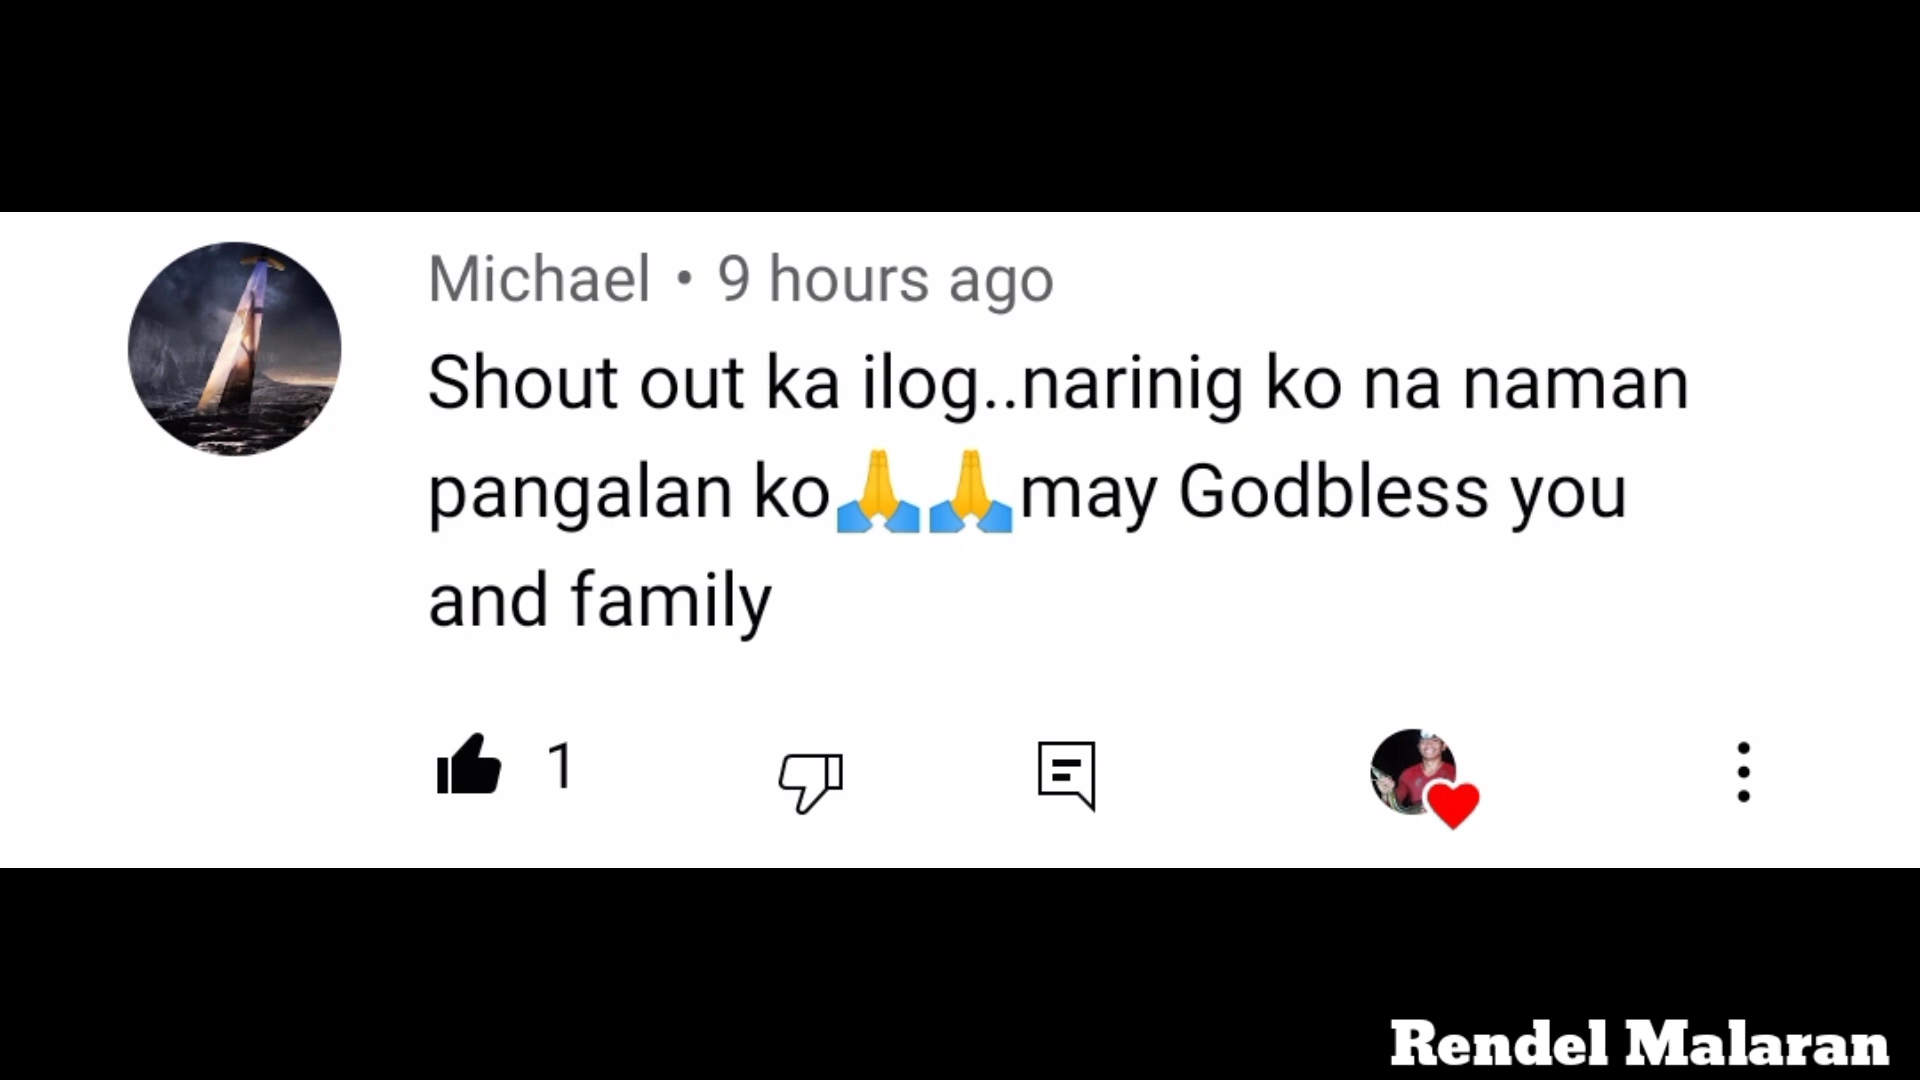 Michael • 9 hours ago
Shout out ka ilog..narinig ko na naman
pangalan ko🙏🙏may Godbless you
and family
1
Rendel Malaran